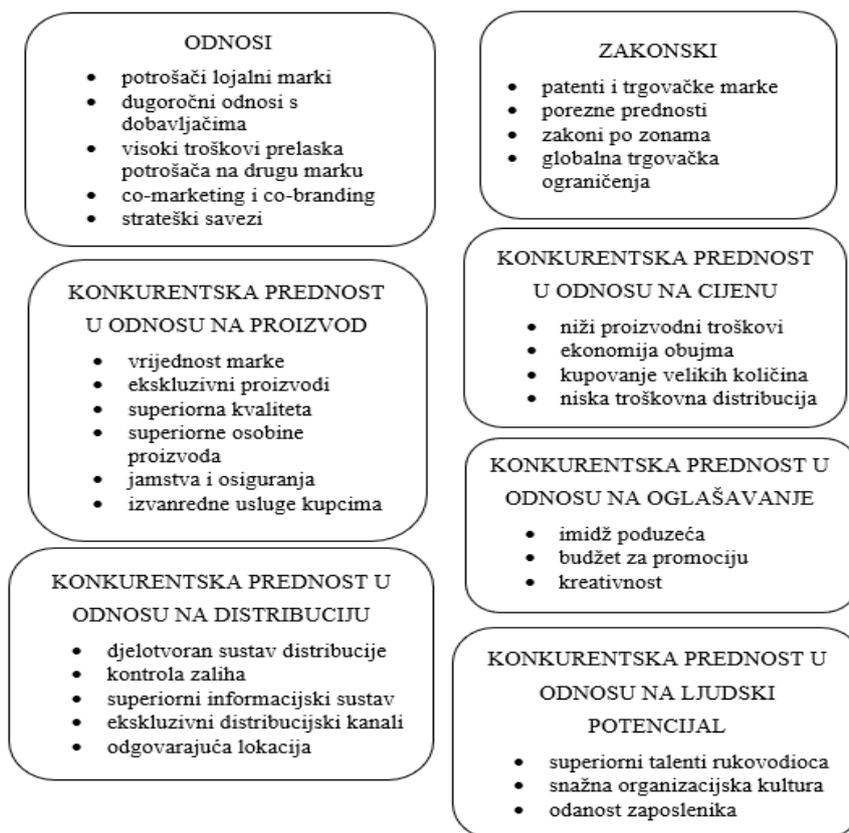 ODNOSI
• potrošači lojalni marki
• dugoročni odnosi s
dobavljačima
• visoki troškovi prelaska
potrošača na drugu marku
• co-marketing i co-branding
• strateški savezi
ZAKONSKI
• patenti i trgovačke marke
• porezne prednosti
• zakoni po zonama
• globalna trgovačka
ograničenja
KONKURENTSKA PREDNOST
U ODNOSU NA PROIZVOD
• vrijednost marke
• ekskluzivni proizvodi
• superiorna kvaliteta
• superiorne osobine
proizvoda
• jamstva i osiguranja
• izvanredne usluge kupcima
KONKURENTSKA PREDNOST
U ODNOSU NA CIJENU
• niži proizvodni troškovi
• ekonomija obujma
• kupovanje velikih količina
• niska troškovna distribucija
KONKURENTSKA PREDNOST U
ODNOSU NA OGLAŠAVANJE
• imidž poduzeća
• budžet za promociju
• kreativnost
KONKURENTSKA PREDNOST U
ODNOSU NA DISTRIBUCIJU
• djelotvoran sustav distribucije
• kontrola zaliha
• superiorni informacijski sustav
• ekskluzivni distribucijski kanali
• odgovarajuća lokacija
KONKURENTSKA PREDNOST U
ODNOSU NA LJUDSKI
POTENCIJAL
• superiorni talenti rukovodioca
• snažna organizacijska kultura
• odanost zaposlenika